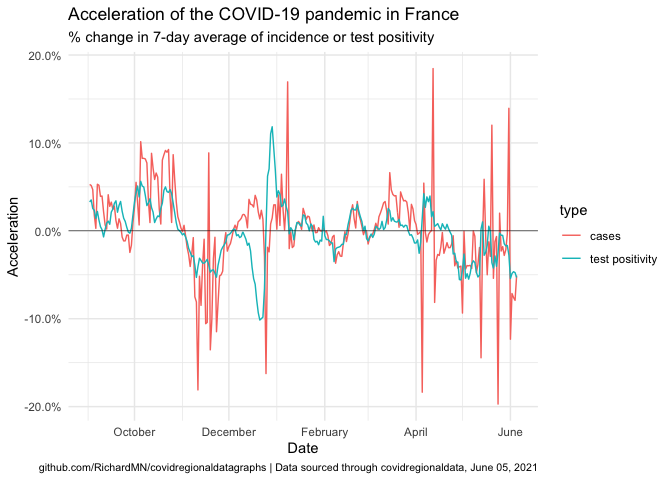 Acceleration of the COVID-19 pandemic in France
% change in 7-day average of incidence or test positivity
20.0%
10.0%
0.0%
-10.0%
-20.0%
Acceleration
October
December
February
April
June
Date
type
cases
test positivity
github.com/RichardMN/covidregionaldatagraphs | Data sourced through covidregionaldata, June 05, 2021